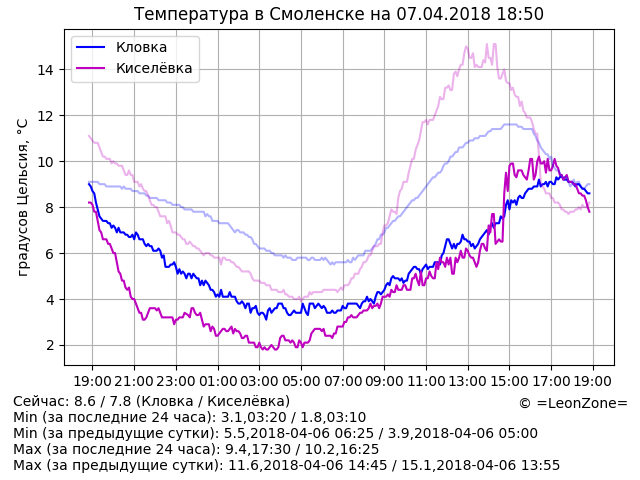 Температура в Смоленске на 07.04.2018 18:50
Кловка
Киселёвка
градусов Цельсия, °C
14
12
10
8
6
4
2
19:00 21:00 23:00 01:00 03:00 05:00 07:00 09:00 11:00 13:00 15:00 17:00 19:00
Сейчас: 8.6 / 7.8 (Кловка / Киселёвка)
© =LeonZone=
Min (за последние 24 часа): 3.1,03:20 / 1.8,03:10
Min (за предыдущие сутки): 5.5,2018-04-06 06:25 / 3.9,2018-04-06 05:00
Max (за последние 24 часа): 9.4,17:30 / 10.2,16:25
Max (за предыдущие сутки): 11.6,2018-04-06 14:45 / 15.1,2018-04-06 13:55